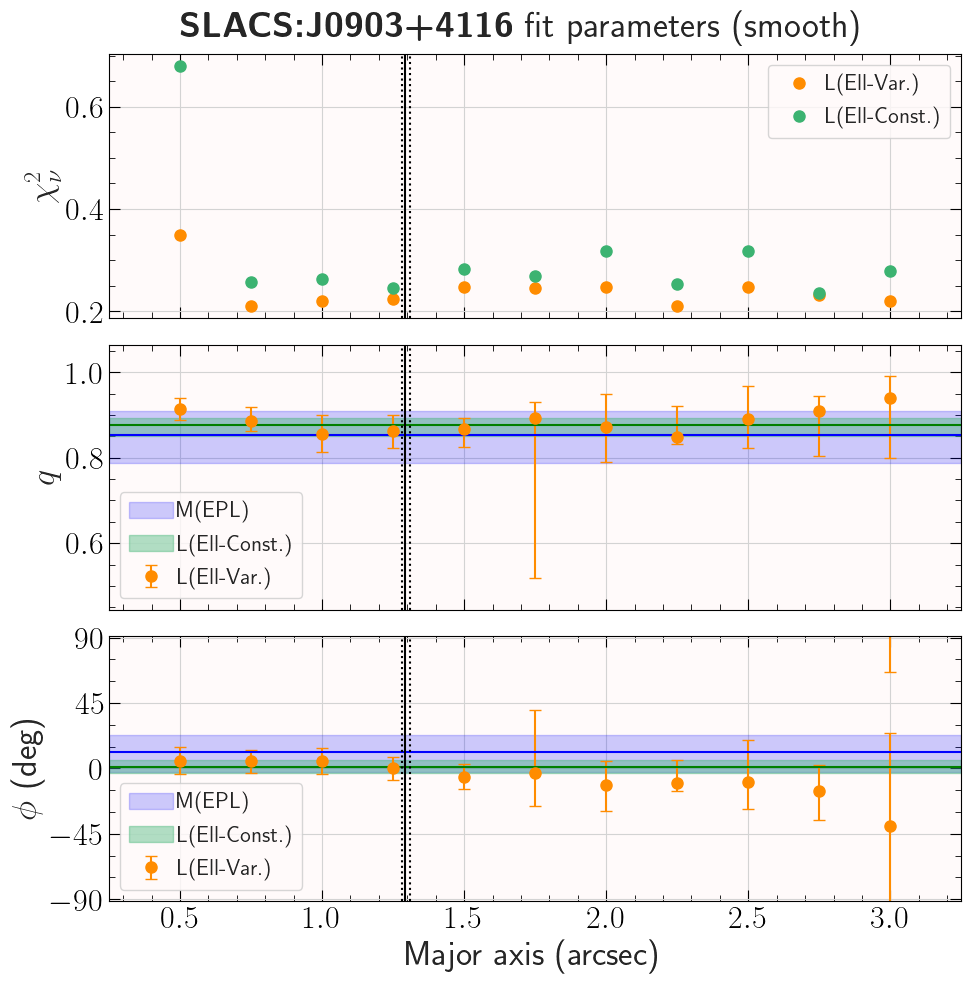 SLACS:J0903+4116 fit parameters (smooth)
L(Ell-Var.)
L(Ell-Const.)
0.6
0.4
0.2
χ²ν
1.0
0.8
0.6
q
M(EPL)
L(Ell-Const.)
L(Ell-Var.)
90
45
0
−45
−90
ϕ (deg)
M(EPL)
L(Ell-Const.)
L(Ell-Var.)
0.5 1.0 1.5 2.0 2.5 3.0
Major axis (arcsec)